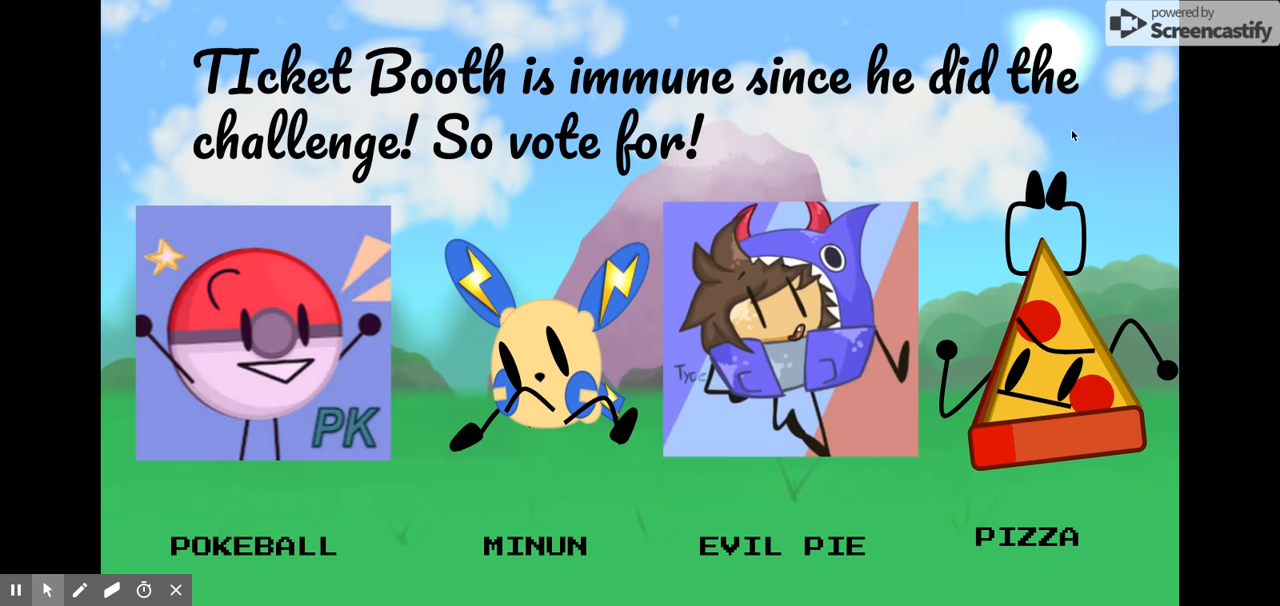 powered by
Screencastify
TIcket Booth is immune since he did the
challenge! So vote for!
PK
POKEBALL
MINUN
EVIL PIE
PIZZA